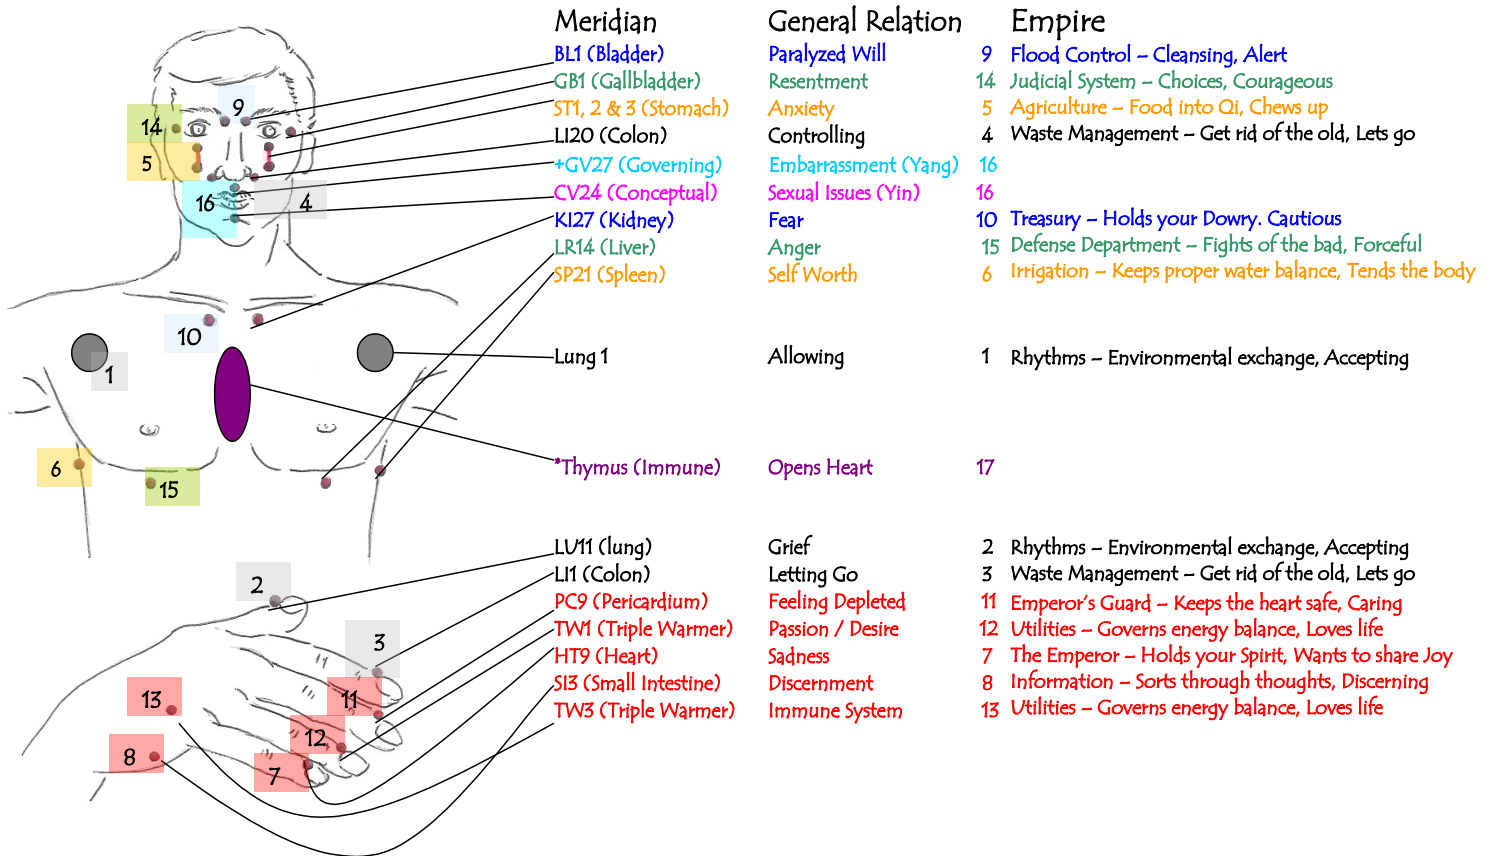 Meridian General Relation Empire
BL1 (Bladder) Paralyzed Will 9 Flood Control – Cleansing, Alert
GB1 (Gallbladder) Resentment 14 Judicial System – Choices, Courageous
ST1, 2 & 3 (Stomach) Anxiety 5 Agriculture – Food into Qi, Chews up
LI20 (Colon) Controlling 4 Waste Management – Get rid of the old, Lets go
+GV27 (Governing) Embarrassment (Yang) 16
CV24 (Conceptual) Sexual Issues (Yin) 16
KI27 (Kidney) Fear 10 Treasury – Holds your Dowry. Cautious
LR14 (Liver) Anger 15 Defense Department – Fights of the bad, Forceful
SP21 (Spleen) Self Worth 6 Irrigation – Keeps proper water balance, Tends the body
Lung 1 Allowing 1 Rhythms – Environmental exchange, Accepting
*Thymus (Immune) Opens Heart 17
LU11 (lung) Grief 2 Rhythms – Environmental exchange, Accepting
LI1 (Colon) Letting Go 3 Waste Management – Get rid of the old, Lets go
PC9 (Pericardium) Feeling Depleted 11 Emperor's Guard – Keeps the heart safe, Caring
TW1 (Triple Warmer) Passion / Desire 12 Utilities – Governs energy balance, Loves life
HT9 (Heart) Sadness 7 The Emperor – Holds your Spirit, Wants to share Joy
SI3 (Small Intestine) Discernment 8 Information – Sorts through thoughts, Discerning
TW3 (Triple Warmer) Immune System 13 Utilities – Governs energy balance, Loves life
9
14
5
16
4
10
1
6
15
2
3
13
11
12
8
7